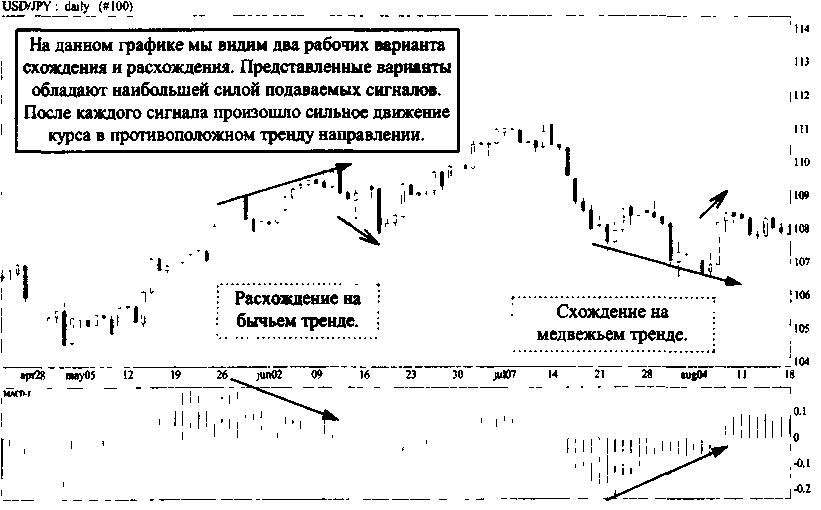 USD/JPY : daily (#100)
На данном графике мы видим два рабочих варианта
схождения и расхождения. Представленные варианты
обладают наибольшей силой подаваемых сигналов.
После каждого сигнала произошло сильное движение
курса в противоположном тренду направлении.
114
113
112
111
110
109
108
107
106
105
104
Расхождение на
бычьем тренде.
Схождение на
медвежьем тренде.
apr28 may05 12 19 26 jun02 09 16 23 30 jul07 14 21 28 aug04 11 18
0.1
0
-0.1
-0.2